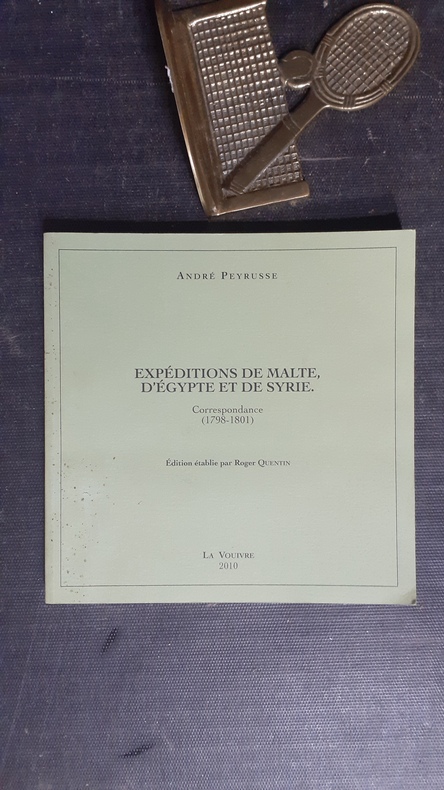 ANDRÉ PEYRUSSE
EXPÉDITIONS DE MALTE,
D'ÉGYPTE ET DE SYRIE.
Correspondance
(1798-1801)
Édition établie par Roger QUENTIN
LA VOUIVRE
2010